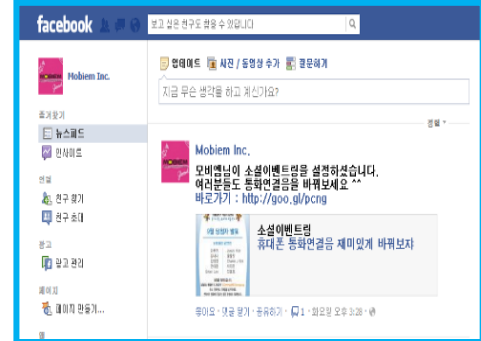 facebook
보고 싶은 친구도 찾을 수 있답니다
Mobiem Inc.
업데이트 사진 / 동영상 추가 질문하기
지금 무슨 생각을 하고 계신가요?
정렬
즐겨찾기
뉴스피드
인사이트
연결
친구 찾기
친구 초대
광고
광고 관리
페이지
페이지 만들기...
앱
Mobiem Inc.
모비엠님이 소셜이벤트링을 설정하셨습니다.
여러분들도 통화연결음을 바꿔보세요 ^^
바로가기 : http://goo.gl/pcng
소셜이벤트링
휴대폰 통화연결음 재미있게 바꿔보자
좋아요 · 댓글 달기 · 공유하기 · 1 · 화요일 오후 3:28 ·